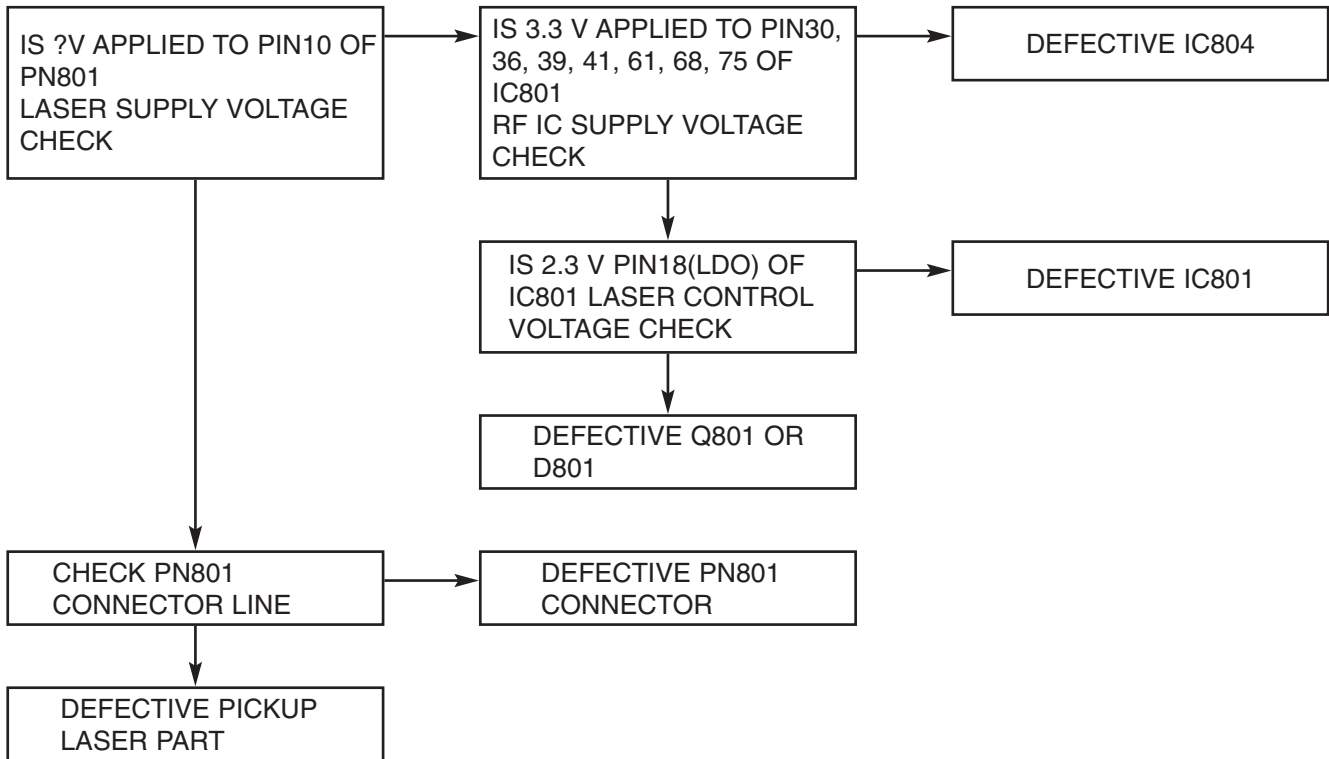 IS ?V APPLIED TO PIN10 OF
PN801
LASER SUPPLY VOLTAGE
CHECK
IS 3.3 V APPLIED TO PIN30,
36, 39, 41, 61, 68, 75 OF
IC801
RF IC SUPPLY VOLTAGE
CHECK
DEFECTIVE IC804
IS 2.3 V PIN18(LDO) OF
IC801 LASER CONTROL
VOLTAGE CHECK
DEFECTIVE IC801
DEFECTIVE Q801 OR
D801
CHECK PN801
CONNECTOR LINE
DEFECTIVE PN801
CONNECTOR
DEFECTIVE PICKUP
LASER PART